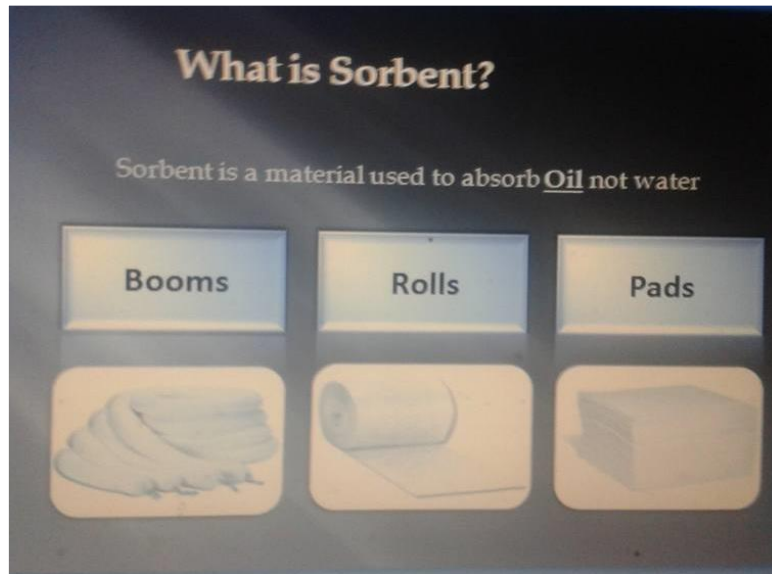 What is Sorbent?
Sorbent is a material used to absorb Oil not water
Booms
Rolls
Pads